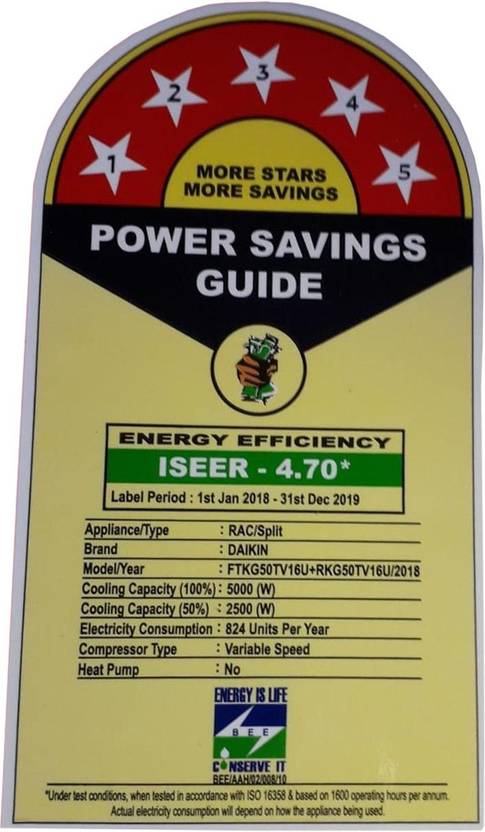 1 2 3 4 5
MORE STARS
MORE SAVINGS
POWER SAVINGS
GUIDE
ENERGY EFFICIENCY
ISEER - 4.70*
Label Period : 1st Jan 2018 - 31st Dec 2019
Appliance/Type : RAC/Split
Brand : DAIKIN
Model/Year : FTKG50TV16U+RKG50TV16U/2018
Cooling Capacity (100%) : 5000 (W)
Cooling Capacity (50%) : 2500 (W)
Electricity Consumption : 824 Units Per Year
Compressor Type : Variable Speed
Heat Pump : No
ENERGY IS LIFE
BEE
CONSERVE IT
BEE/AAH/02/008/10
*Under test conditions, when tested in accordance with ISO 16358 & based on 1600 operating hours per annum.
Actual electricity consumption will depend on how the appliance being used.